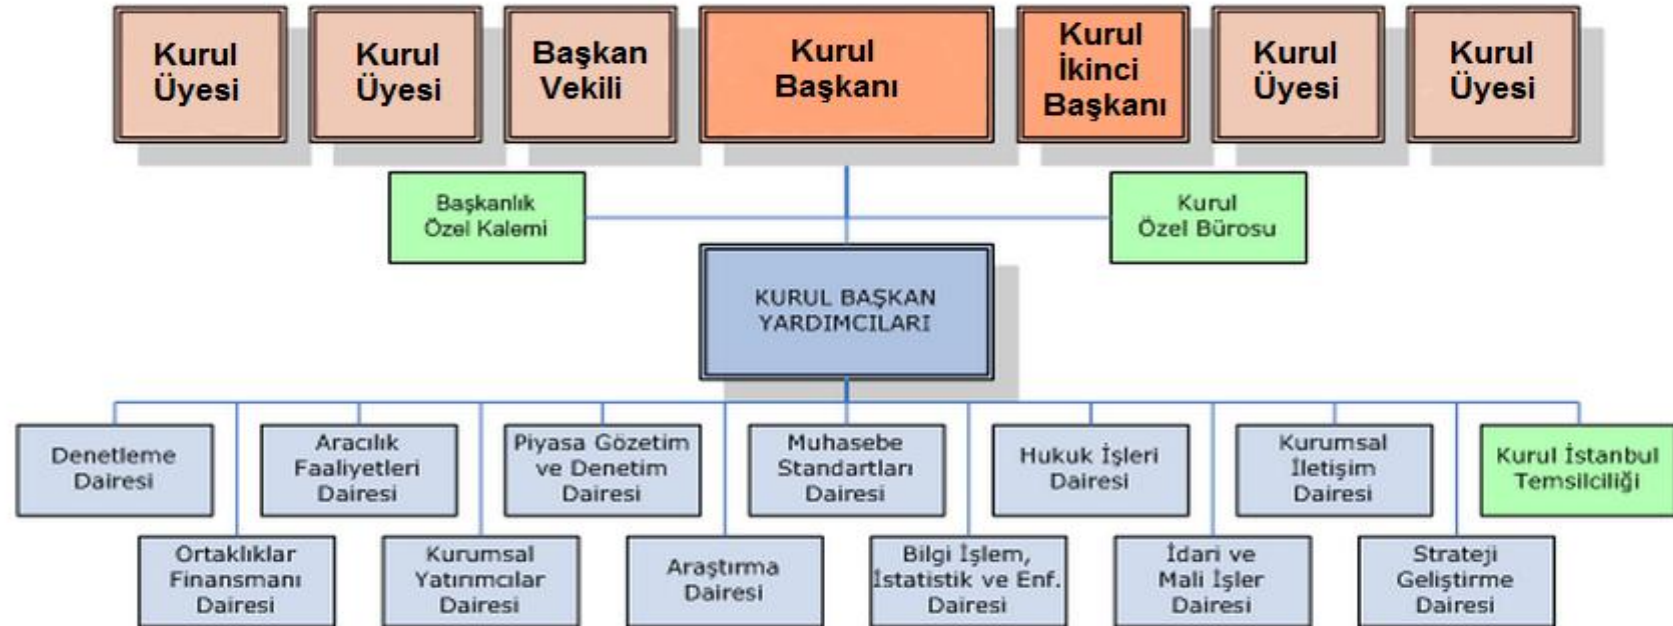 Kurul
Üyesi
Kurul
Üyesi
Başkan
Vekili
Kurul
Başkanı
Kurul
İkinci
Başkanı
Kurul
Üyesi
Kurul
Üyesi
Başkanlık
Özel Kalemi
Kurul
Özel Bürosu
KURUL BAŞKAN
YARDIMCILARI
Denetleme
Dairesi
Aracılık
Faaliyetleri
Dairesi
Piyasa Gözetim
ve Denetim
Dairesi
Muhasebe
Standartları
Dairesi
Hukuk İşleri
Dairesi
Kurumsal
İletişim
Dairesi
Kurul İstanbul
Temsilciliği
Ortaklıklar
Finansmanı
Dairesi
Kurumsal
Yatırımcılar
Dairesi
Araştırma
Dairesi
Bilgi İşlem,
İstatistik ve Enf.
Dairesi
İdari ve
Mali İşler
Dairesi
Strateji
Geliştirme
Dairesi